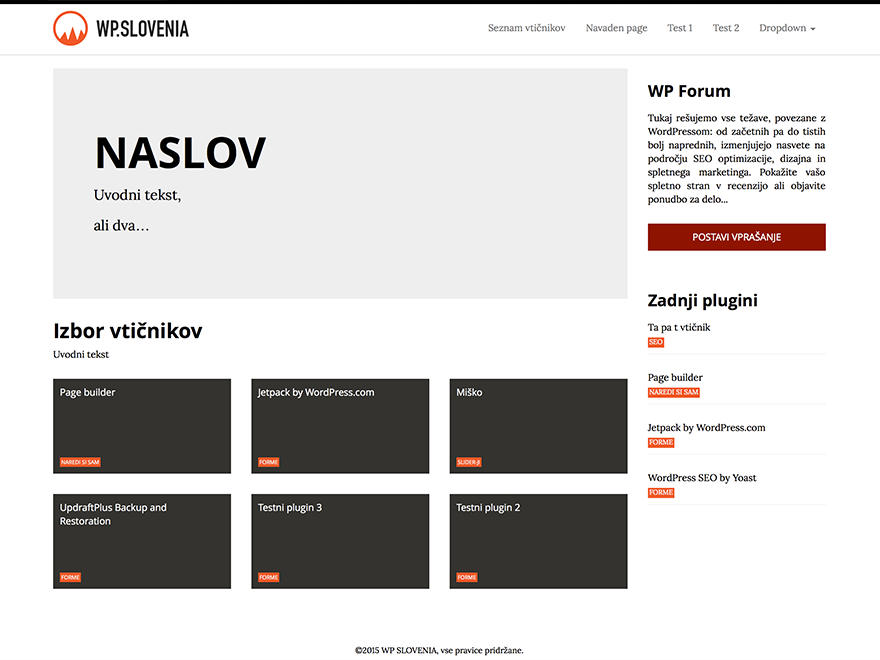 WP.SLOVENIA
Seznam vtičnikov Navaden page Test 1 Test 2 Dropdown
NASLOV
Uvodni tekst,
ali dva...
WP Forum
Tukaj rešujemo vse težave, povezane z
WordPressom: od začetnih pa do tistih
bolj naprednih, izmenjujejo nasvete na
področju SEO optimizacije, dizajna in
spletnega marketinga. Pokažite vašo
spletno stran v recenzijo ali objavite
ponudbo za delo...
POSTAVI VPRAŠANJE
Izbor vtičnikov
Uvodni tekst
Page builder
NAREDI SI SAM
Jetpack by WordPress.com
FORME
Miško
SLIDER-JI
UpdraftPlus Backup and
Restoration
FORME
Testni plugin 3
FORME
Testni plugin 2
FORME
Zadnji plugini
Ta pa t vtičnik
SEO
Page builder
NAREDI SI SAM
Jetpack by WordPress.com
FORME
WordPress SEO by Yoast
FORME
©2015 WP SLOVENIA, vse pravice pridržane.